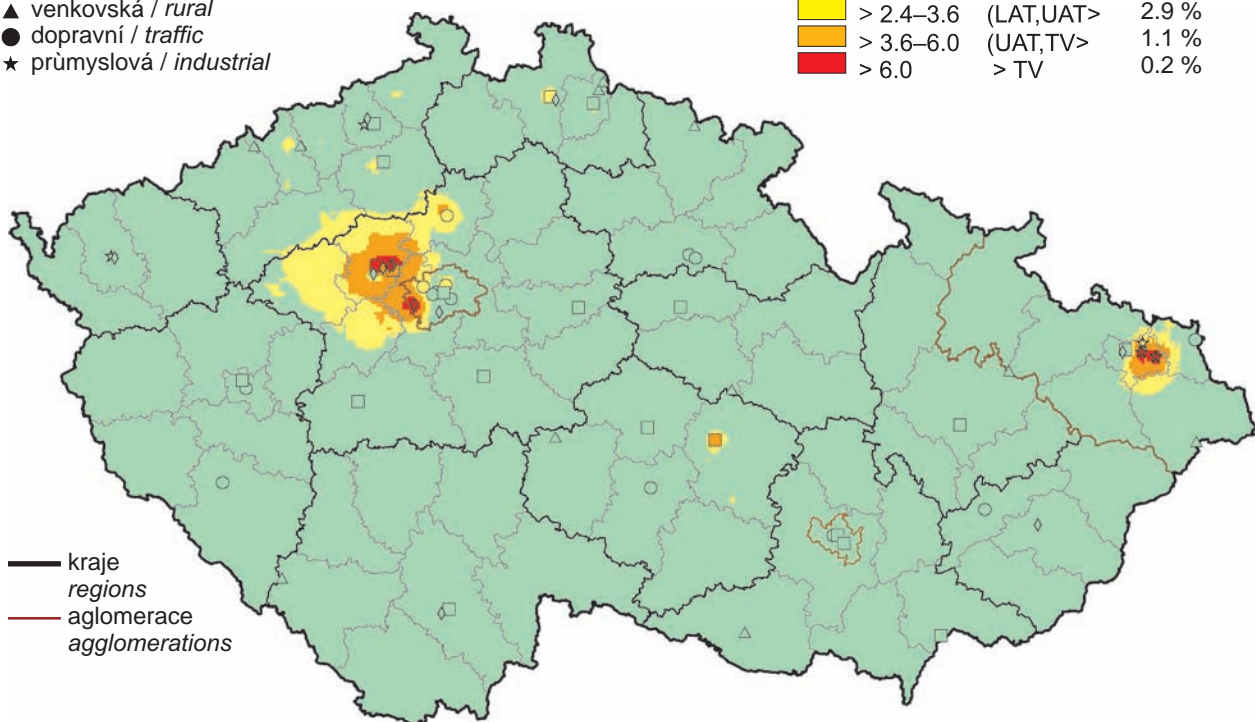 ▲ venkovská / rural
● dopravní / traffic
★ prùmyslová / industrial
> 2.4–3.6 (LAT,UAT> 2.9 %
> 3.6–6.0 (UAT,TV> 1.1 %
> 6.0 > TV 0.2 %
kraje
regions
aglomerace
agglomerations